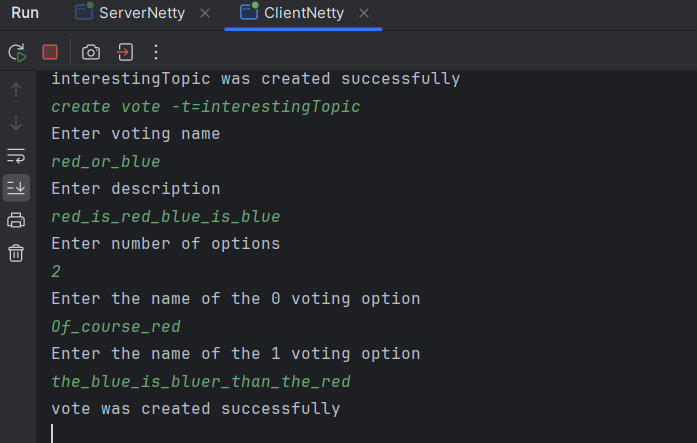 Run ServerNetty ClientNetty
interestingTopic was created successfully
create vote -t=interestingTopic
Enter voting name
red_or_blue
Enter description
red_is_red_blue_is_blue
Enter number of options
2
Enter the name of the 0 voting option
Of_course_red
Enter the name of the 1 voting option
the_blue_is_bluer_than_the_red
vote was created successfully